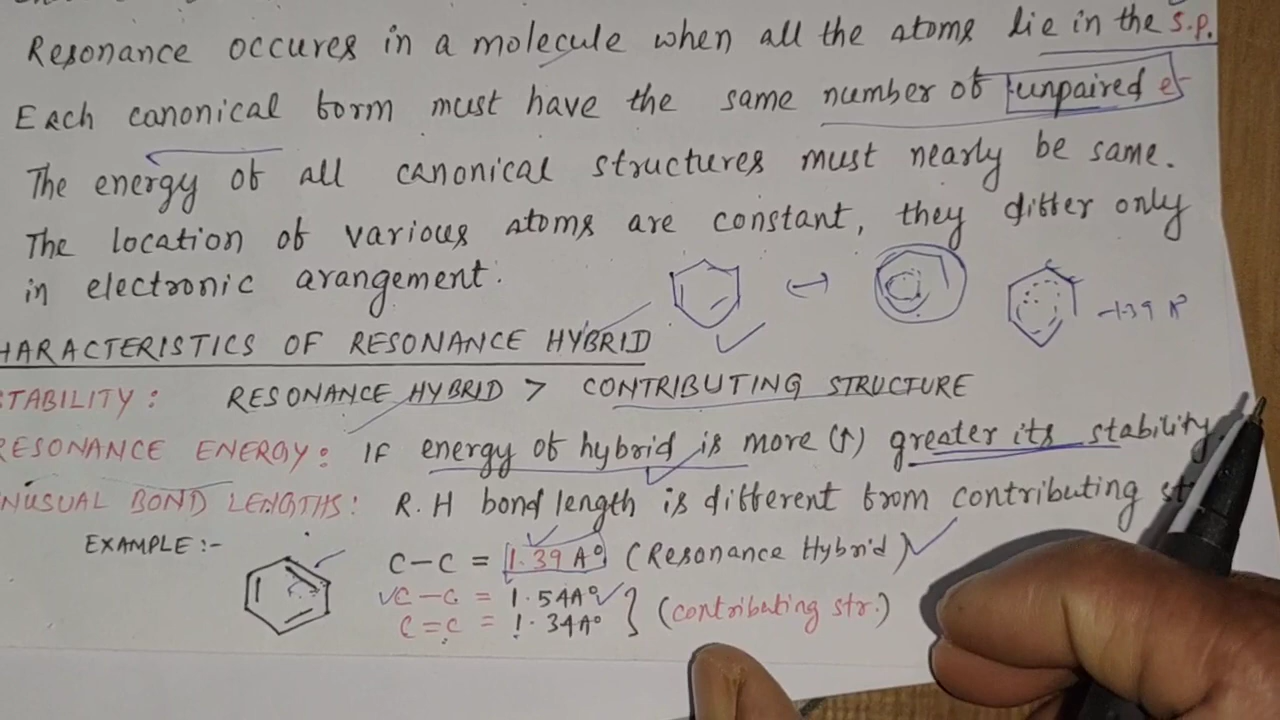 Resonance occures in a molecule when all the atoms lie in the S.P.
Each canonical form must have the same number of unpaired e-
The energy of all canonical structures must nearly be same.
The location of various atoms are constant, they differ only
in electronic arangement.
–1.39 A°
HARACTERISTICS OF RESONANCE HYBRID
STABILITY: RESONANCE HYBRID > CONTRIBUTING STRUCTURE
RESONANCE ENERGY: IF energy of hybrid is more (↑) greater its stability.
NUSUAL BOND LENGTHS: R.H bond length is different from contributing st
EXAMPLE:-
C-C = 1.39 A° (Resonance Hybrid)
C-C = 1.54A°
C=C = 1.34A° } (contributing str.)